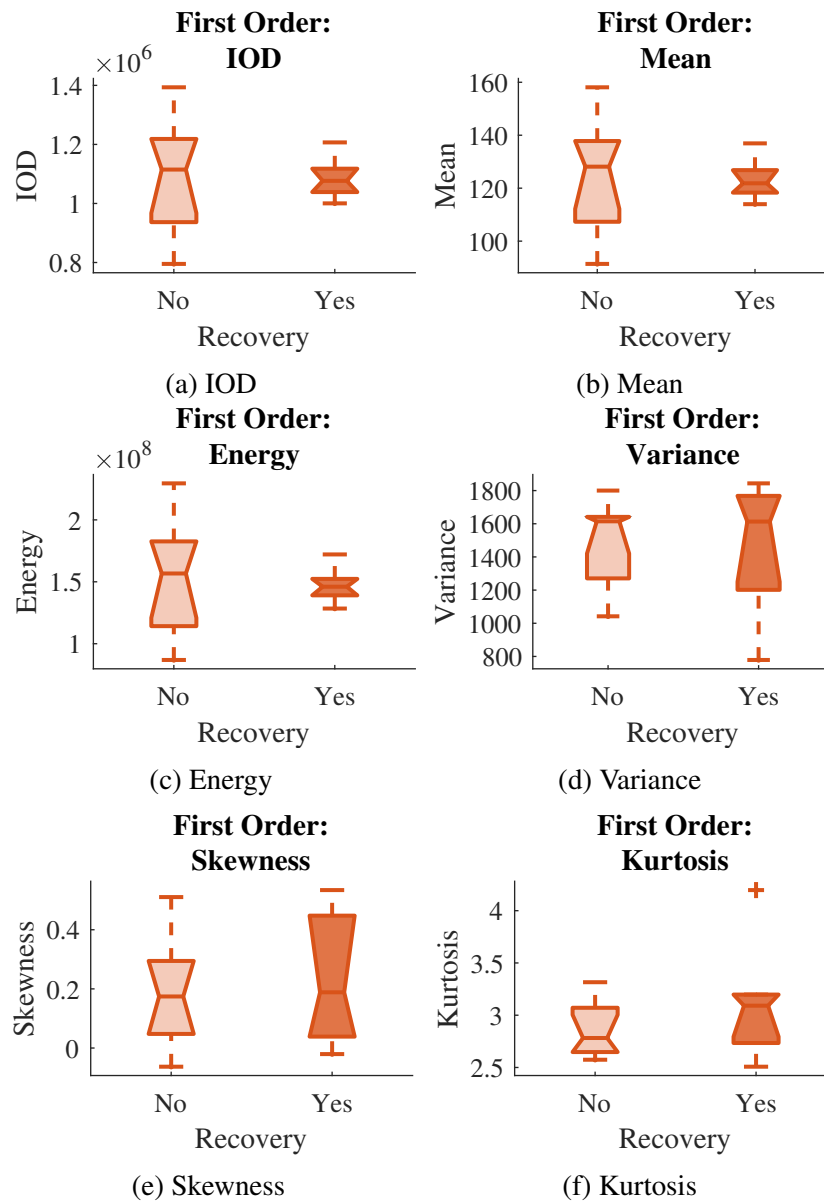 First Order:
IOD
×10^6
1.4
1.2
1
0.8
IOD
No Yes
Recovery
(a) IOD
First Order:
Mean
160
140
120
100
Mean
No Yes
Recovery
(b) Mean
First Order:
Energy
×10^8
2
1.5
1
Energy
No Yes
Recovery
(c) Energy
First Order:
Variance
1800
1600
1400
1200
1000
800
Variance
No Yes
Recovery
(d) Variance
First Order:
Skewness
0.4
0.2
0
Skewness
No Yes
Recovery
(e) Skewness
First Order:
Kurtosis
4
3.5
3
2.5
Kurtosis
No Yes
Recovery
(f) Kurtosis